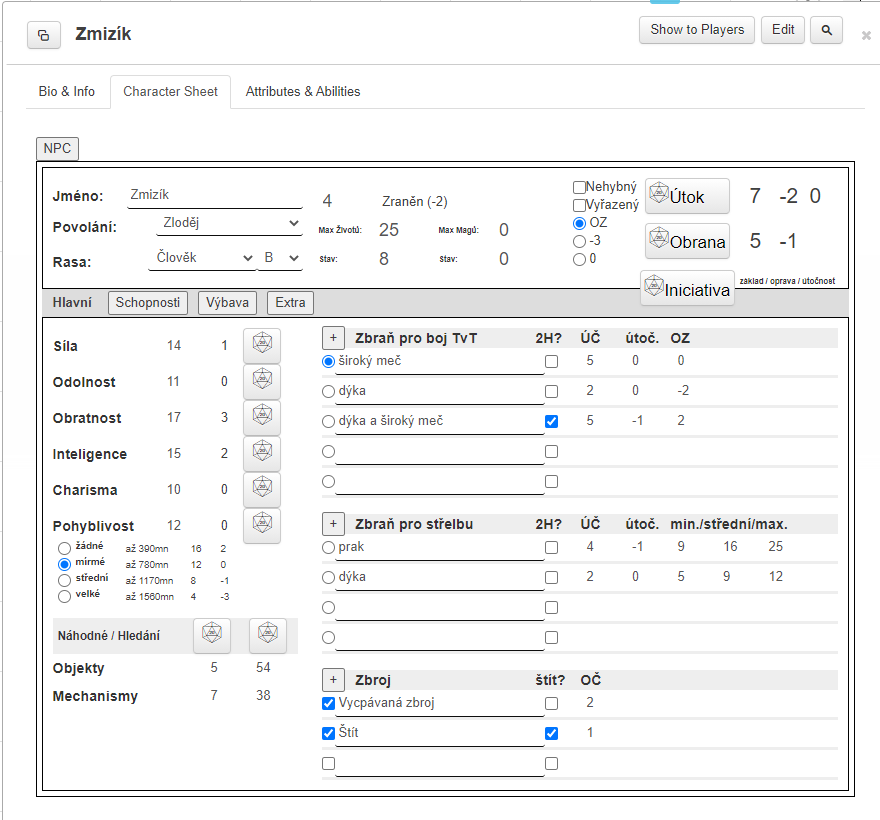 Zmizík
Show to Players
Edit
Bio & Info
Character Sheet
Attributes & Abilities
NPC
Jméno: Zmizík
Povolání: Zloděj
Rasa: Člověk B
4 Zraněn (-2)
Max Životů: 25 Max Magů: 0
Stav: 8 Stav: 0
Nehybný
Vyřazený
OZ
-3
0
Útok 7 -2 0
Obrana 5 -1
Iniciativa základ / oprava / útočnost
Hlavní Schopnosti Výbava Extra
Síla 14 1
Odolnost 11 0
Obratnost 17 3
Inteligence 15 2
Charisma 10 0
Pohyblivost 12 0
žádné až 390mn 16 2
mírmé až 780mn 12 0
střední až 1170mn 8 -1
velké až 1560mn 4 -3
Náhodné / Hledání
Objekty 5 54
Mechanismy 7 38
+ Zbraň pro boj TvT 2H? ÚČ útoč. OZ
široký meč 5 0 0
dýka 2 0 -2
dýka a široký meč 5 -1 2
+ Zbraň pro střelbu 2H? ÚČ útoč. min./střední/max.
prak 4 -1 9 16 25
dýka 2 0 5 9 12
+ Zbroj štít? OČ
Vycpávaná zbroj 2
Štít 1